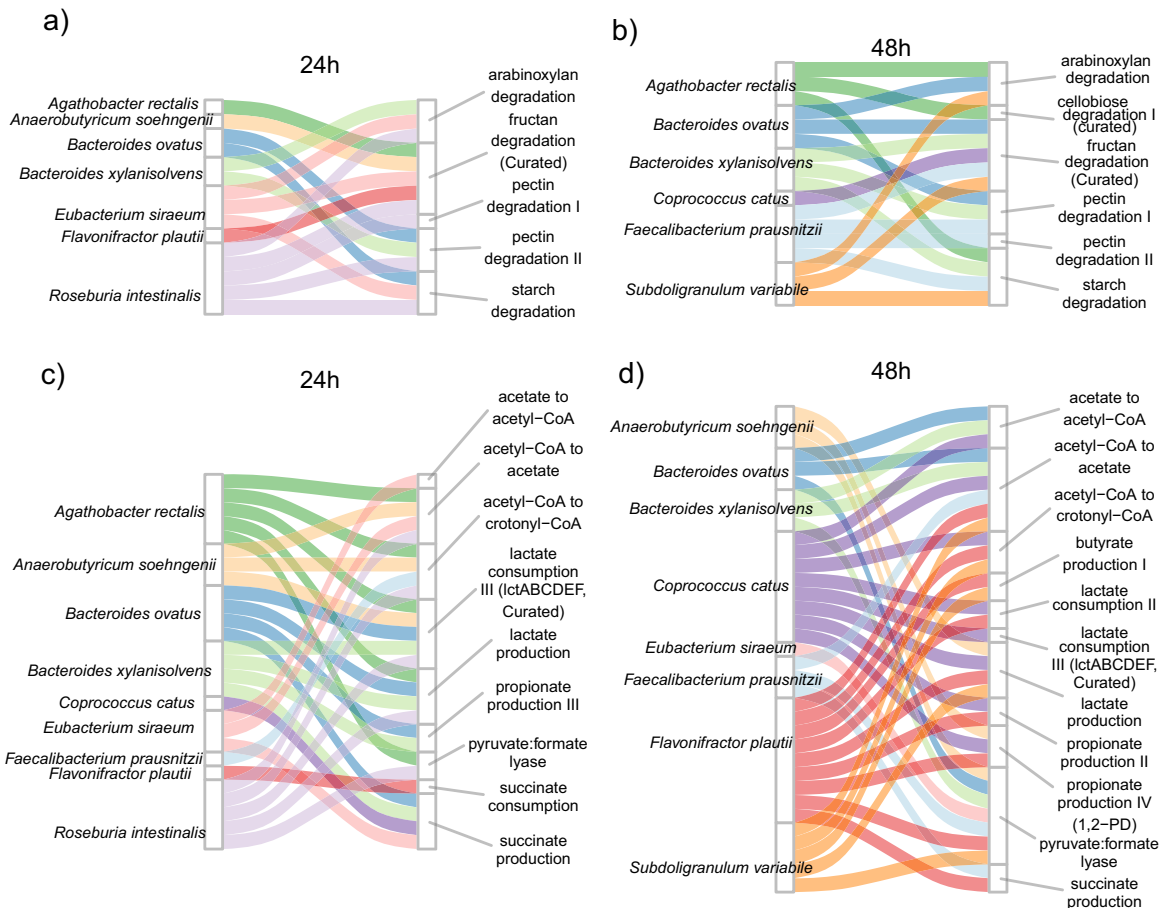 a)
24h
Agathobacter rectalis
Anaerobutyricum soehngenii
Bacteroides ovatus
Bacteroides xylanisolvens
Eubacterium siraeum
Flavonifractor plautii
Roseburia intestinalis
arabinoxylan
degradation
fructan
degradation
(Curated)
pectin
degradation I
pectin
degradation II
starch
degradation
b)
48h
Agathobacter rectalis
Bacteroides ovatus
Bacteroides xylanisolvens
Coprococcus catus
Faecalibacterium prausnitzii
Subdoligranulum variabile
arabinoxylan
degradation
cellobiose
degradation I
(curated)
fructan
degradation
(Curated)
pectin
degradation I
pectin
degradation II
starch
degradation
c)
24h
Agathobacter rectalis
Anaerobutyricum soehngenii
Bacteroides ovatus
Bacteroides xylanisolvens
Coprococcus catus
Eubacterium siraeum
Faecalibacterium prausnitzii
Flavonifractor plautii
Roseburia intestinalis
acetate to
acetyl−CoA
acetyl−CoA to
acetate
acetyl−CoA to
crotonyl−CoA
lactate
consumption
III (lctABCDEF,
Curated)
lactate
production
propionate
production III
pyruvate:formate
lyase
succinate
consumption
succinate
production
d)
48h
Anaerobutyricum soehngenii
Bacteroides ovatus
Bacteroides xylanisolvens
Coprococcus catus
Eubacterium siraeum
Faecalibacterium prausnitzii
Flavonifractor plautii
Subdoligranulum variabile
acetate to
acetyl−CoA
acetyl−CoA to
acetate
acetyl−CoA to
crotonyl−CoA
butyrate
production I
lactate
consumption II
lactate
consumption
III (lctABCDEF,
Curated)
lactate
production
propionate
production II
propionate
production IV
(1,2−PD)
pyruvate:formate
lyase
succinate
production